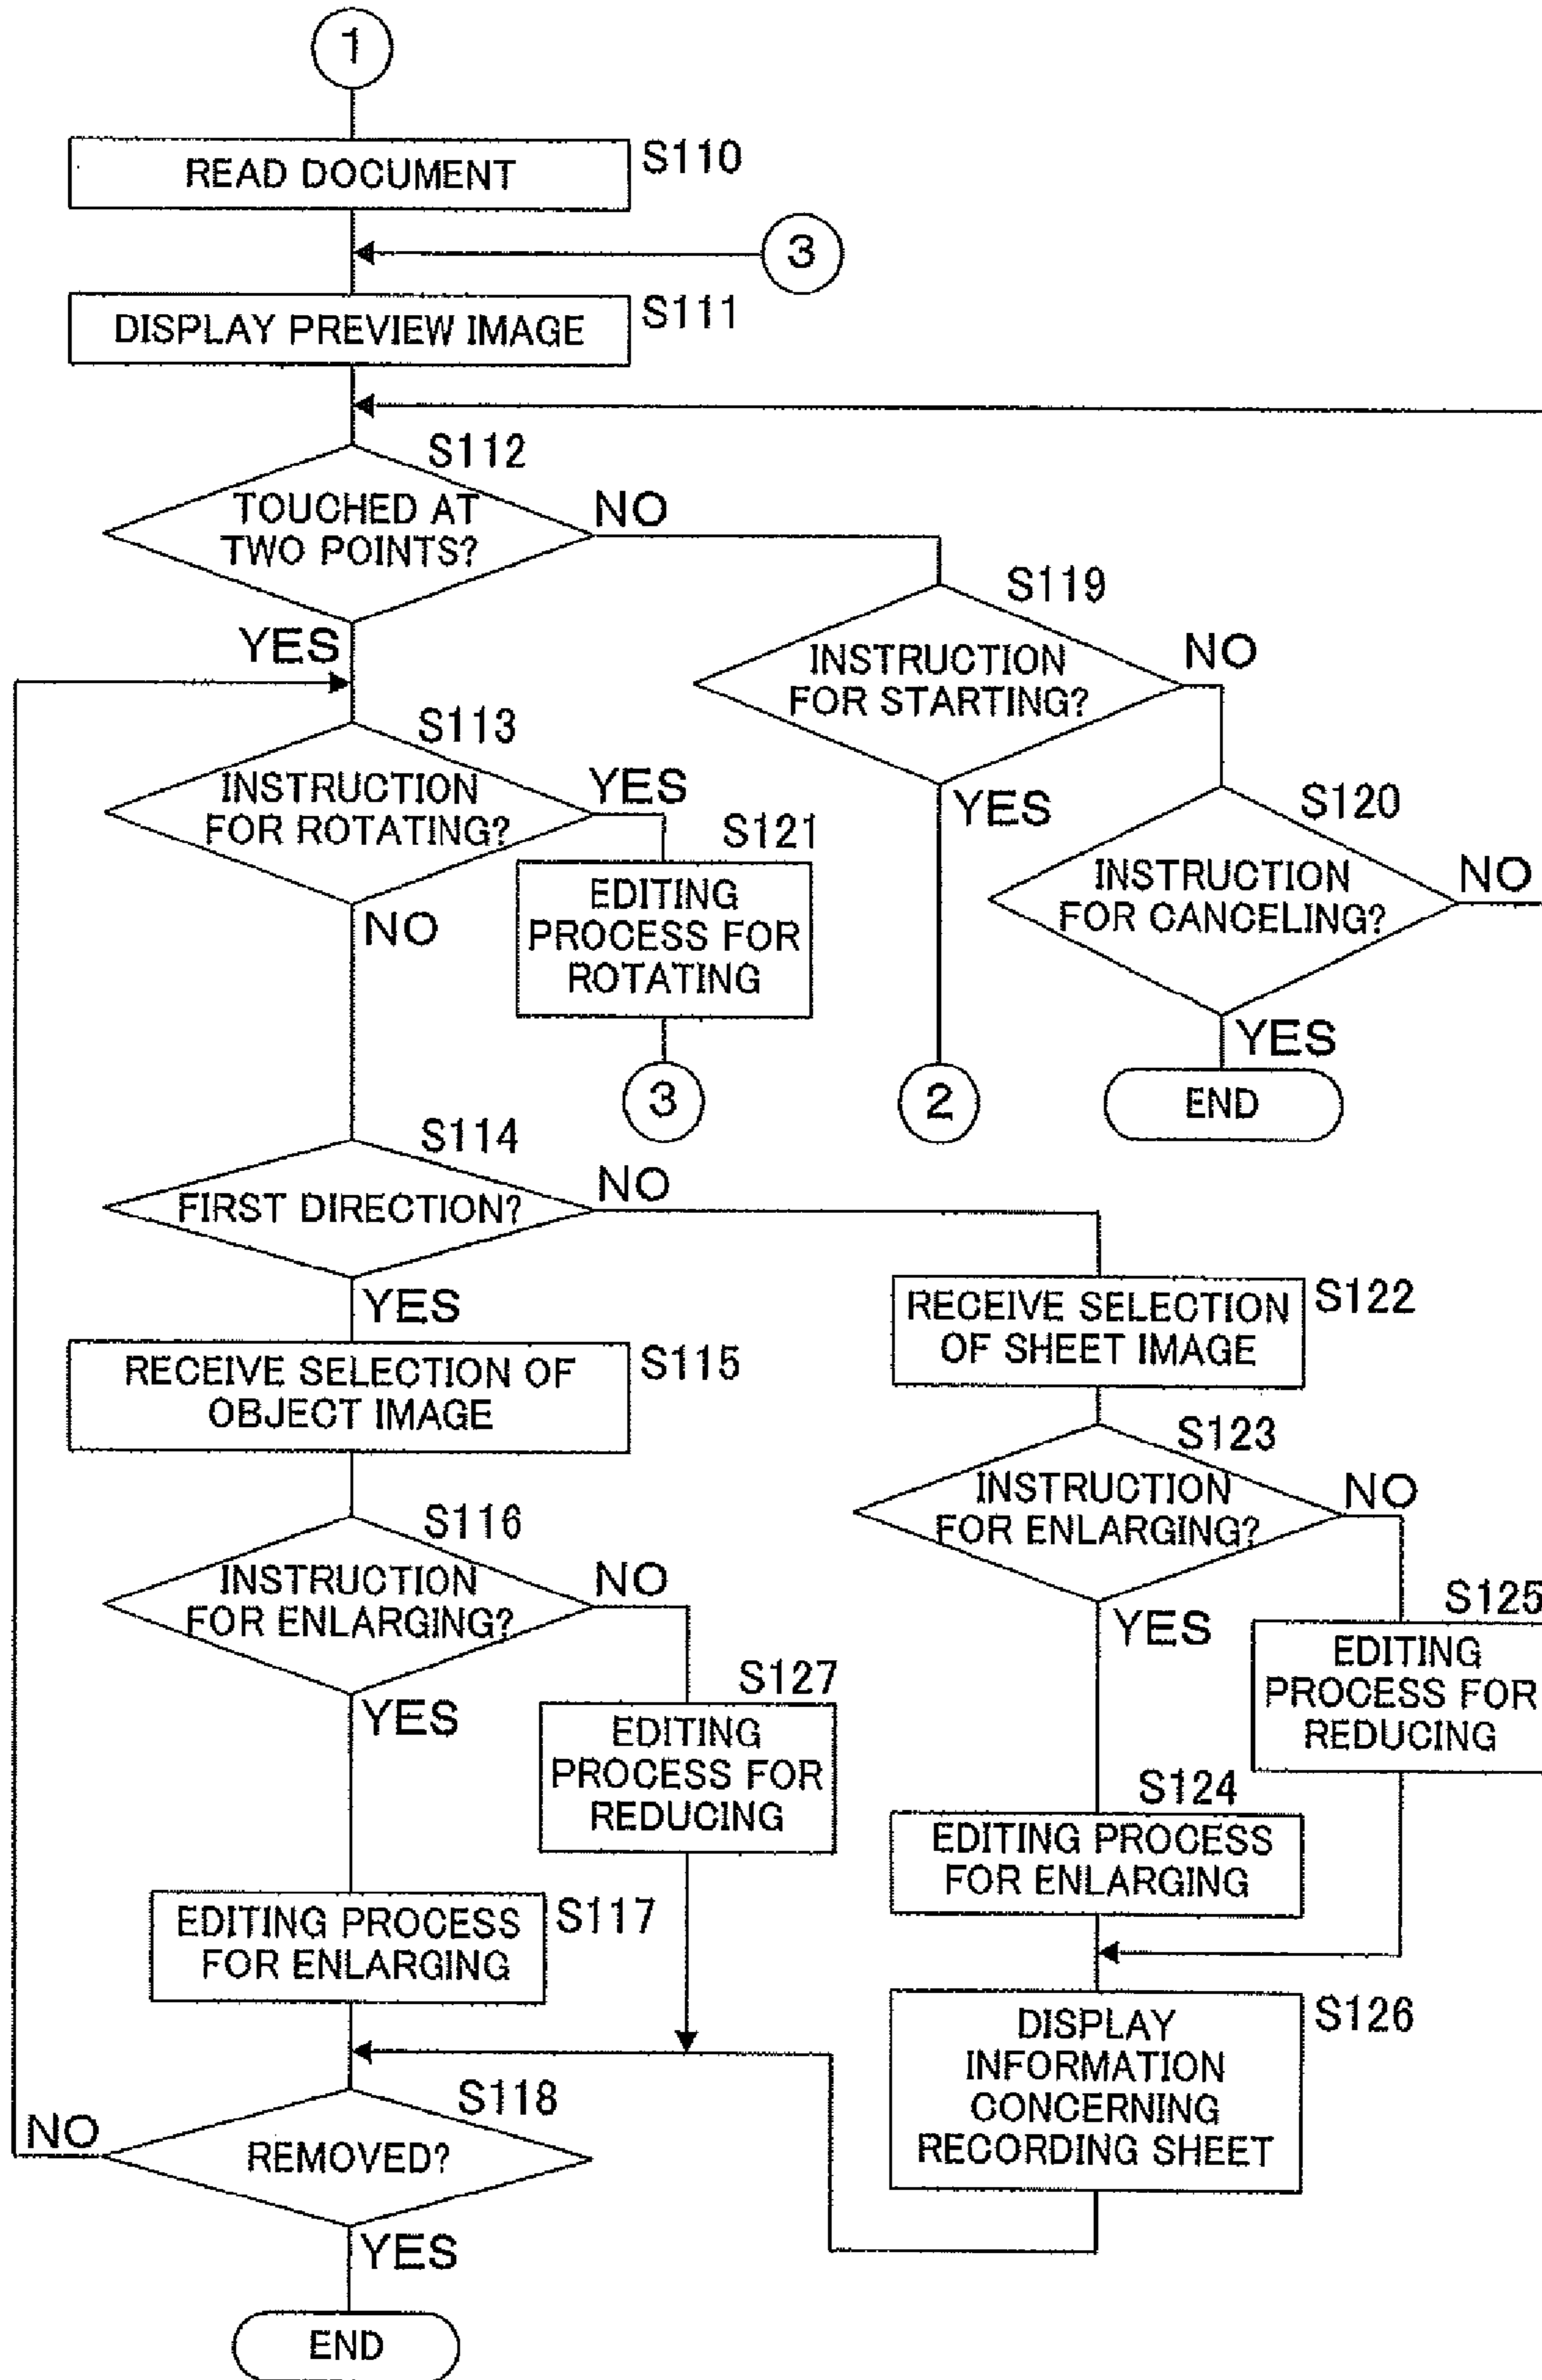 1
READ DOCUMENT
S110
3
DISPLAY PREVIEW IMAGE
S111
S112
TOUCHED AT
TWO POINTS?
NO
YES
S119
INSTRUCTION
FOR STARTING?
NO
YES
S120
INSTRUCTION
FOR CANCELING?
NO
YES
END
2
S113
INSTRUCTION
FOR ROTATING?
YES
NO
S121
EDITING
PROCESS FOR
ROTATING
3
S114
FIRST DIRECTION?
NO
YES
S115
RECEIVE SELECTION OF
OBJECT IMAGE
S116
INSTRUCTION
FOR ENLARGING?
NO
YES
S127
EDITING
PROCESS FOR
REDUCING
EDITING PROCESS
FOR ENLARGING
S117
S118
REMOVED?
NO
YES
END
RECEIVE SELECTION
OF SHEET IMAGE
S122
S123
INSTRUCTION
FOR ENLARGING?
NO
YES
S125
EDITING
PROCESS FOR
REDUCING
S124
EDITING PROCESS
FOR ENLARGING
DISPLAY
INFORMATION
CONCERNING
RECORDING SHEET
S126